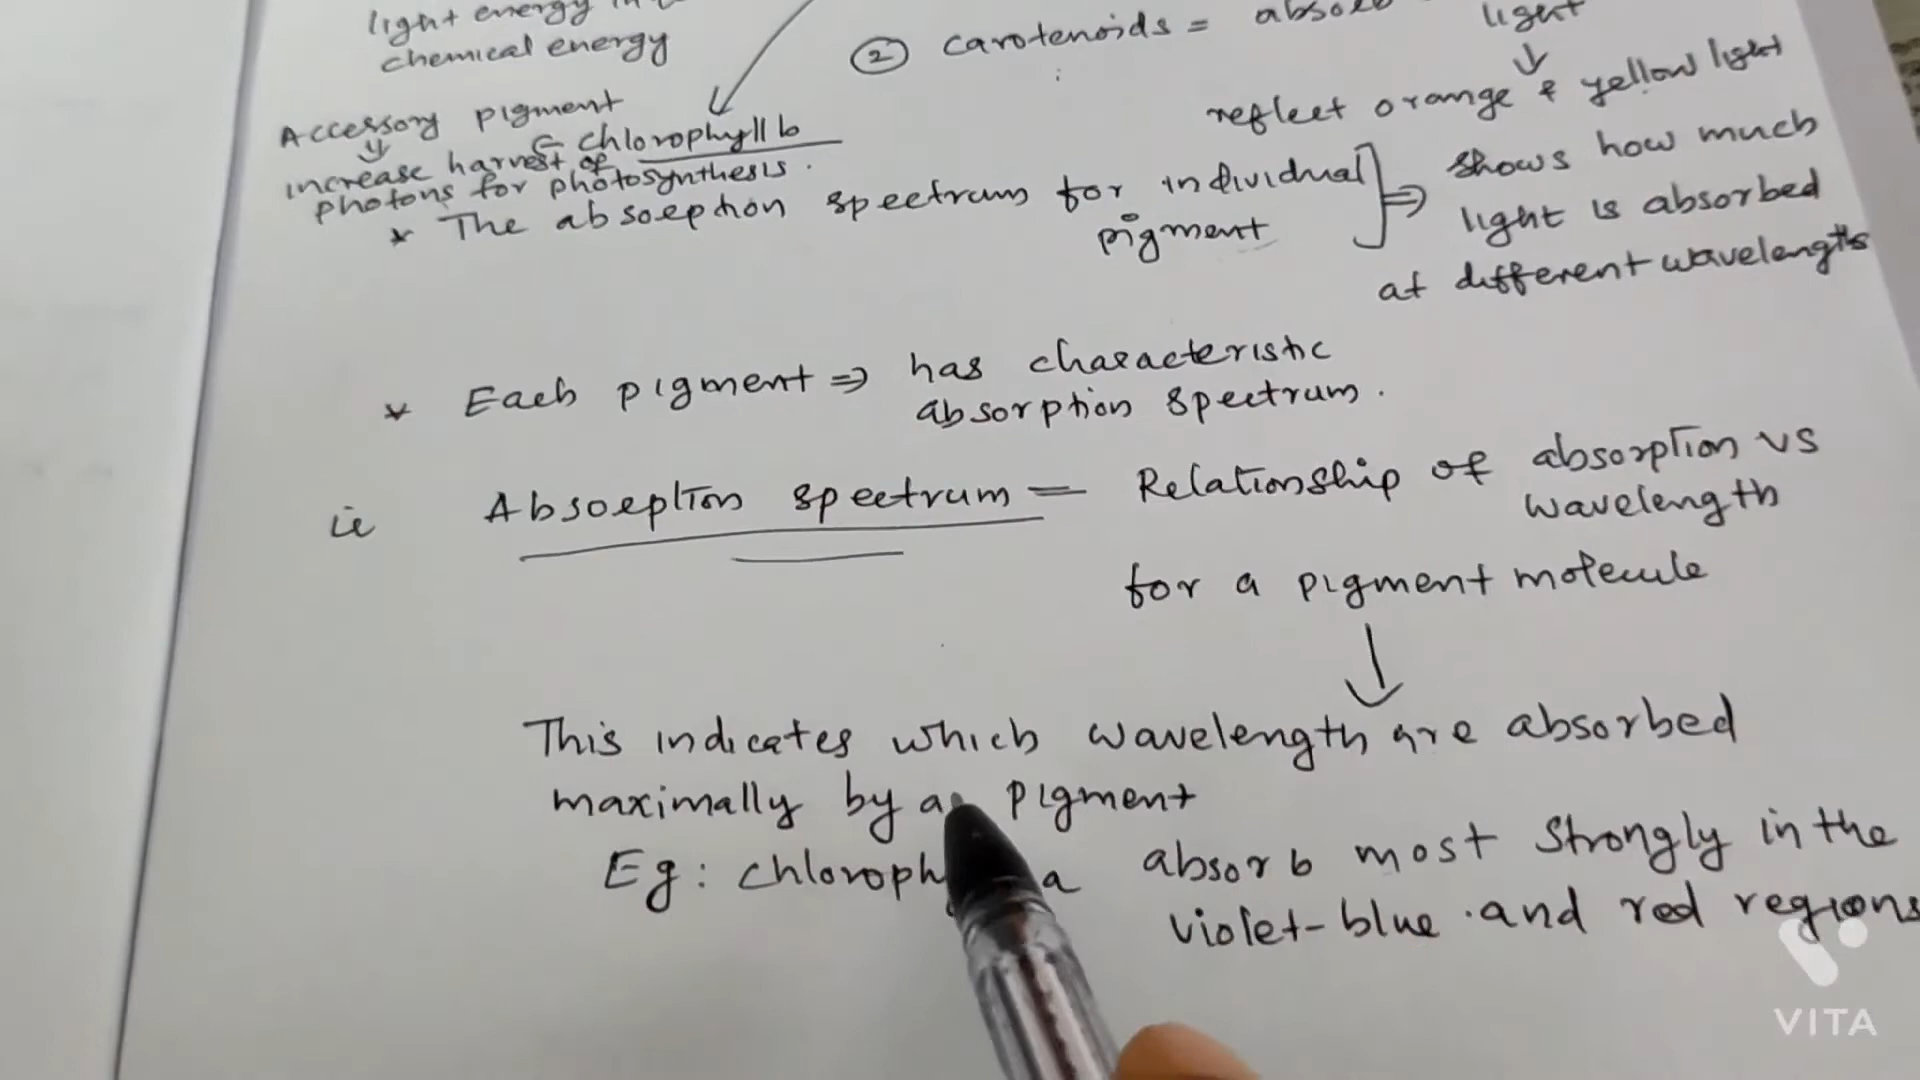 light energy
chemical energy
② carotenoids =
light
reflect orange & yellow light
Accessory pigment
- chlorophyll b
increase harvest of
photons for photosynthesis.
* The absorption spectrum for individual
pigment
⇒ shows how much
light is absorbed
at different wavelengths
* Each pigment ⇒ has characteristic
absorption spectrum.
ie Absorption spectrum = Relationship of absorption vs
wavelength
for a pigment molecule
This indicates which wavelength are absorbed
maximally by a pigment
Eg: a absorb most strongly in the
violet-blue and red regions
VITA